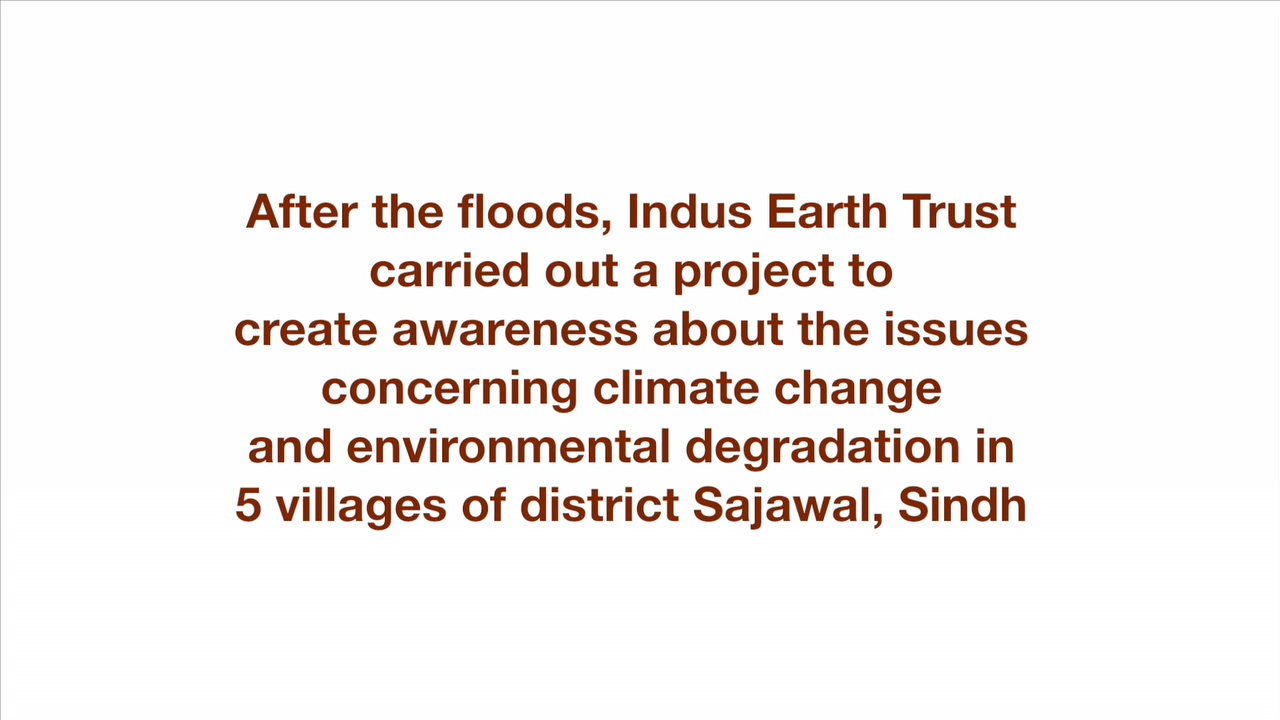 After the floods, Indus Earth Trust
carried out a project to
create awareness about the issues
concerning climate change
and environmental degradation in
5 villages of district Sajawal, Sindh